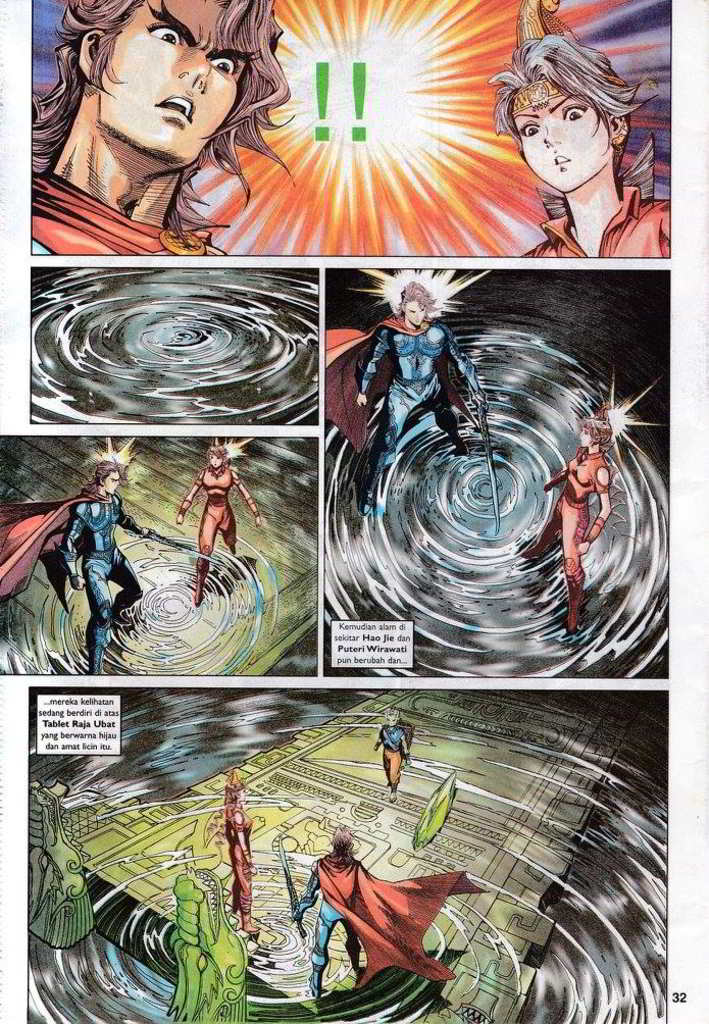 !!
Kemudian alam di
sekitar Hao Jie dan
Puteri Wirawati
pun berubah dan...
...mereka kelihatan
sedang berdiri di atas
Tablet Raja Ubat
yang berwarna hijau
dan amat licin itu.
32